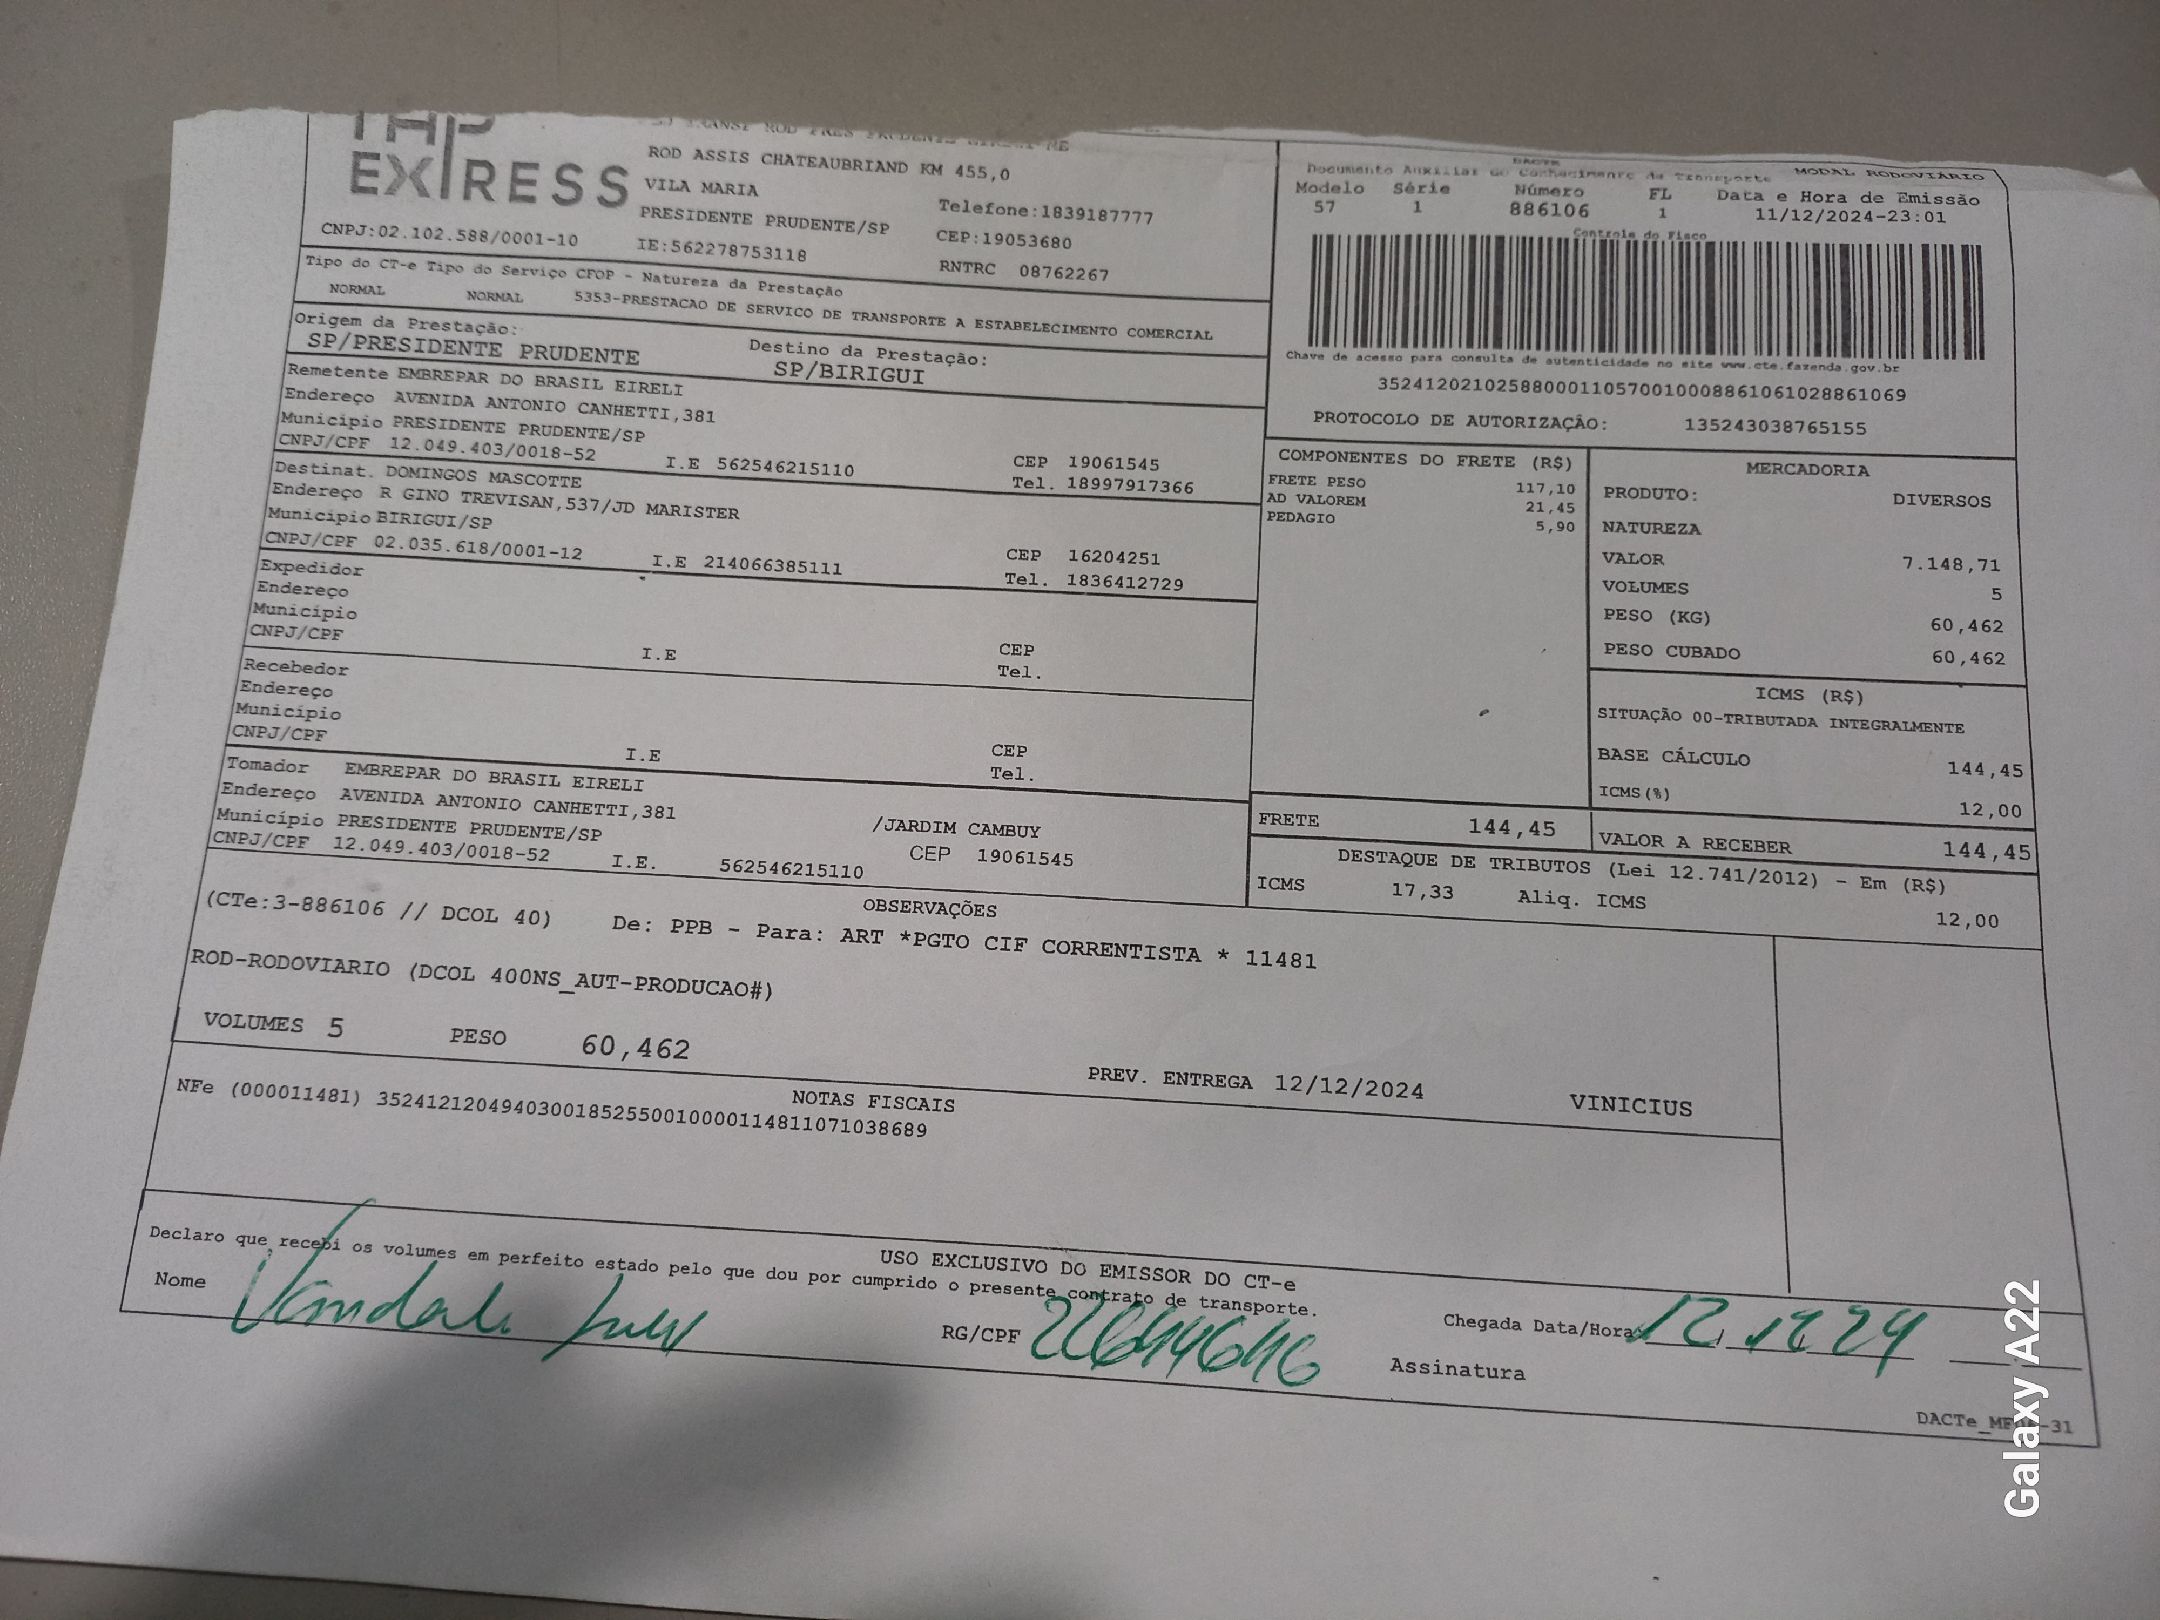 EXPRESS
ROD ASSIS CHATEAUBRIAND KM 455,0
VILA MARIA
Telefone:1839187777
PRESIDENTE PRUDENTE/SP
CEP:19053680
CNPJ:02.102.588/0001-10 IE:562278753118
RNTRC 08762267
Tipo do CT-e Tipo do Serviço CFOP - Natureza da Prestação
NORMAL NORMAL 5353-PRESTACAO DE SERVICO DE TRANSPORTE A ESTABELECIMENTO COMERCIAL
Origem da Prestação: Destino da Prestação:
SP/PRESIDENTE PRUDENTE SP/BIRIGUI
Remetente EMBREPAR DO BRASIL EIRELI
Endereço AVENIDA ANTONIO CANHETTI,381
Município PRESIDENTE PRUDENTE/SP CEP 19061545
CNPJ/CPF 12.049.403/0018-52 I.E 562546215110 Tel. 18997917366
Destinat. DOMINGOS MASCOTTE
Endereço R GINO TREVISAN,537/JD MARISTER
Município BIRIGUI/SP CEP 16204251
CNPJ/CPF 02.035.618/0001-12 I.E 214066385111 Tel. 1836412729
Expedidor
Endereço
Município CEP
CNPJ/CPF I.E Tel.
Recebedor
Endereço
Município CEP
CNPJ/CPF I.E Tel.
Tomador EMBREPAR DO BRASIL EIRELI
Endereço AVENIDA ANTONIO CANHETTI,381 /JARDIM CAMBUY
Município PRESIDENTE PRUDENTE/SP CEP 19061545
CNPJ/CPF 12.049.403/0018-52 I.E. 562546215110
DACTE
Documento Auxiliar do Conhecimento de Transporte MODAL RODOVIÁRIO
Modelo Série Número FL Data e Hora de Emissão
57 1 886106 1 11/12/2024-23:01
Controle do Fisco
Chave de acesso para consulta de autenticidade no site www.cte.fazenda.gov.br
35241202102588000110570010008861061028861069
PROTOCOLO DE AUTORIZAÇÃO: 135243038765155
COMPONENTES DO FRETE (R$)
FRETE PESO 117,10
AD VALOREM 21,45
PEDAGIO 5,90
MERCADORIA
PRODUTO: DIVERSOS
NATUREZA
VALOR 7.148,71
VOLUMES 5
PESO (KG) 60,462
PESO CUBADO 60,462
ICMS (R$)
SITUAÇÃO 00-TRIBUTADA INTEGRALMENTE
BASE CÁLCULO 144,45
ICMS(%) 12,00
FRETE 144,45 VALOR A RECEBER 144,45
DESTAQUE DE TRIBUTOS (Lei 12.741/2012) - Em (R$)
ICMS 17,33 Aliq. ICMS 12,00
OBSERVAÇÕES
(CTe:3-886106 // DCOL 40) De: PPB - Para: ART *PGTO CIF CORRENTISTA * 11481
ROD-RODOVIARIO (DCOL 400NS_AUT-PRODUCAO#)
VOLUMES 5 PESO 60,462 PREV. ENTREGA 12/12/2024 VINICIUS
NOTAS FISCAIS
NFe (000011481) 35241212049403001852550010000114811071038689
USO EXCLUSIVO DO EMISSOR DO CT-e
Declaro que recebi os volumes em perfeito estado pelo que dou por cumprido o presente contrato de transporte.
Nome RG/CPF Chegada Data/Hora
Assinatura
Galaxy A22